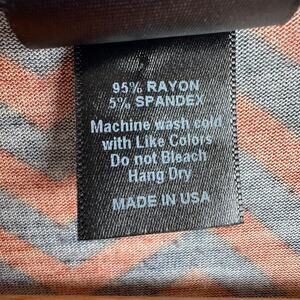 95% RAYON
5% SPANDEX
Machine wash cold
with Like Colors
Do not Bleach
Hang Dry
MADE IN USA